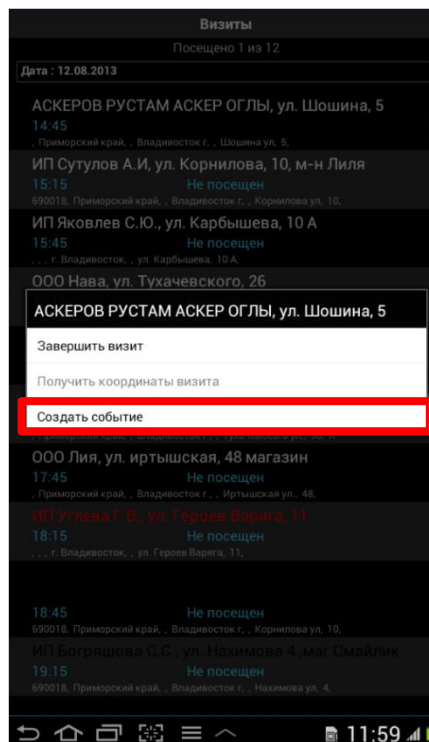 Визиты
Посещено 1 из 12
Дата : 12.08.2013
АСКЕРОВ РУСТАМ АСКЕР ОГЛЫ, ул. Шошина, 5
14:45
, Приморский край, , Владивосток г, , Шошина ул, 5,
ИП Сутулов А.И, ул. Корнилова, 10, м-н Лиля
15:15 Не посещен
690018, Приморский край, , Владивосток г, , Корнилова ул, 10,
ИП Яковлев С.Ю., ул. Карбышева, 10 А
15:45 Не посещен
, , , г. Владивосток, , ул. Карбышева, 10 А,
ООО Нава, ул. Тухачевского, 26
АСКЕРОВ РУСТАМ АСКЕР ОГЛЫ, ул. Шошина, 5
Завершить визит
Получить координаты визита
Создать событие
ООО Лия, ул. иртышская, 48 магазин
17:45 Не посещен
, Приморский край, , Владивосток г, , Иртышская ул., 48,
ИП Углева Г.В., ул. Героев Варяга, 11
18:15 Не посещен
, , , г. Владивосток, , ул. Героев Варяга, 11,
18:45 Не посещен
690018, Приморский край, , Владивосток г, , Корнилова ул, 10,
ИП Богряшова С.С., ул. Нахимова 4 ,маг Смайлик
19:15 Не посещен
690018, Приморский край, , Владивосток г, , Нахимова ул, 4,
11:59